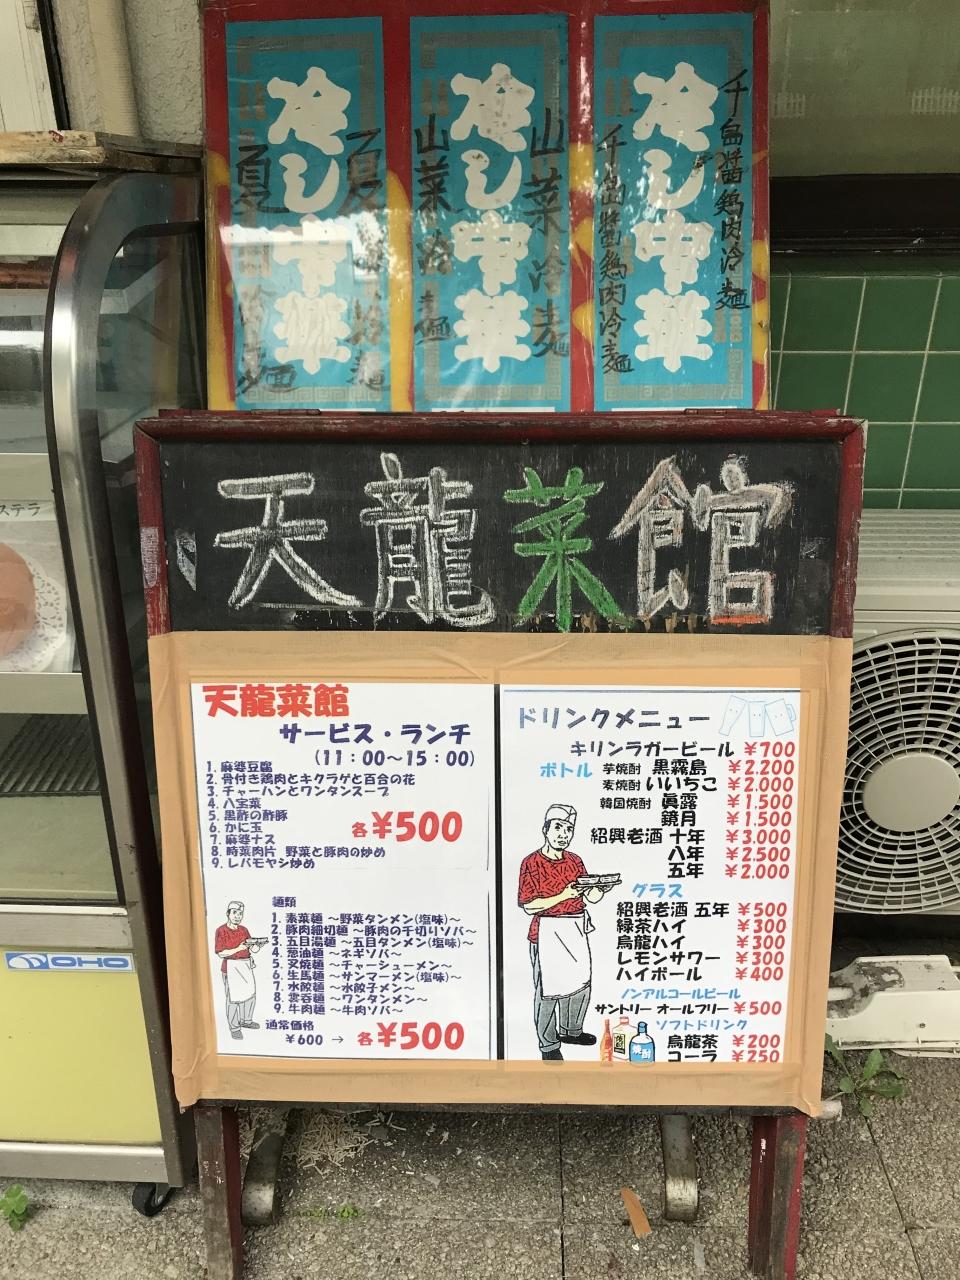 冷し中華
夏
夏
冷し中華
山菜冷麺
山菜冷麺
冷し中華
千島醤鶏肉冷麺
千島醤鶏肉冷麺
ステラ
天龍菜館
天龍菜館
サービス・ランチ
(11:00～15:00)
1. 麻婆豆腐
2. 骨付き鶏肉とキクラゲと百合の花
3. チャーハンとワンタンスープ
4. 八宝菜
5. 黒酢の酢豚
6. かに玉
7. 麻婆ナス
8. 時菜肉片 野菜と豚肉の炒め
9. レバモヤシ炒め
各¥500
麺類
1. 素菜麺 ～野菜タンメン(塩味)～
2. 豚肉細切麺 ～豚肉の千切りソバ～
3. 五目湯麺 ～五目タンメン(塩味)～
4. 葱油麺 ～ネギソバ～
5. 叉焼麺 ～チャーシューメン～
6. 生馬麺 ～サンマーメン(塩味)～
7. 水餃麺 ～水餃子メン～
8. 雲呑麺 ～ワンタンメン～
9. 牛肉麺 ～牛肉ソバ～
通常価格
¥600 → 各¥500
ドリンクメニュー
キリンラガービール ¥700
ボトル 芋焼酎 黒霧島 ¥2,200
麦焼酎 いいちこ ¥2,000
韓国焼酎 眞露 ¥1,500
鏡月 ¥1,500
紹興老酒 十年 ¥3,000
八年 ¥2,500
五年 ¥2,000
グラス
紹興老酒 五年 ¥500
緑茶ハイ ¥300
烏龍ハイ ¥300
レモンサワー ¥300
ハイボール ¥400
ノンアルコールビール
サントリー オールフリー ¥500
ソフトドリンク
烏龍茶 ¥200
コーラ ¥250
焼酎
OHO